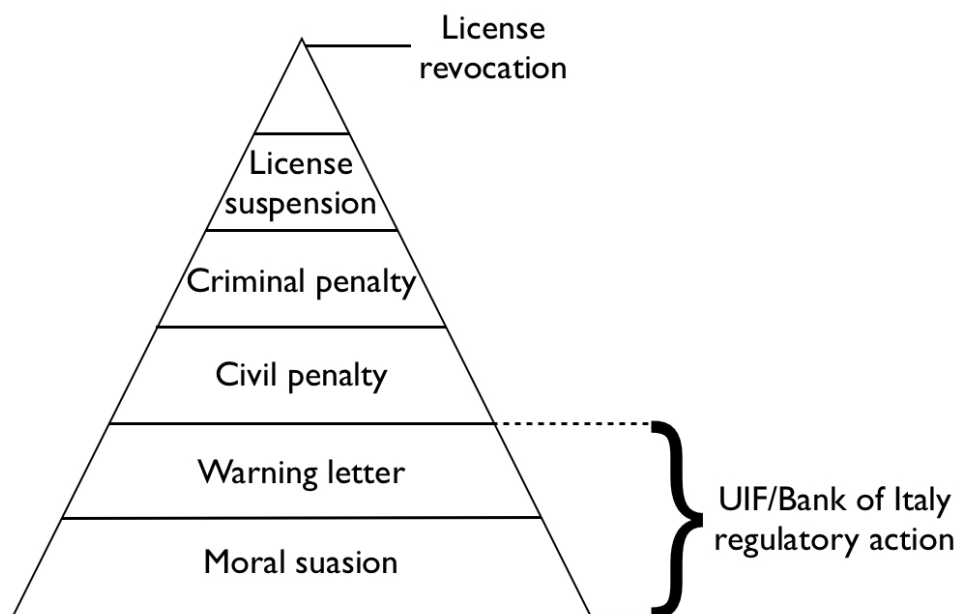 License
revocation
License
suspension
Criminal penalty
Civil penalty
Warning letter
UIF/Bank of Italy
regulatory action
Moral suasion